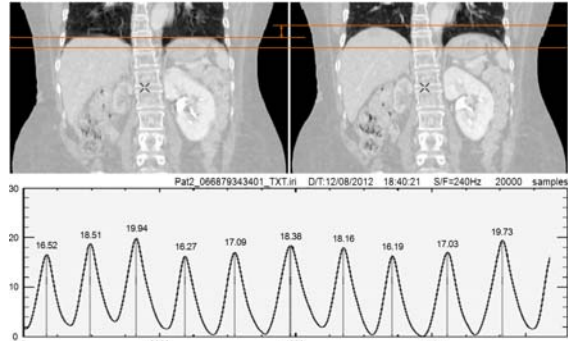 Pat2_066879343401_TXT.iri D/T:12/08/2012 18:40:21 S/F=240Hz 20000 samples
30
20
10
0
16.52 18.51 19.94 16.27 17.09 18.38 18.16 16.19 17.03 19.73